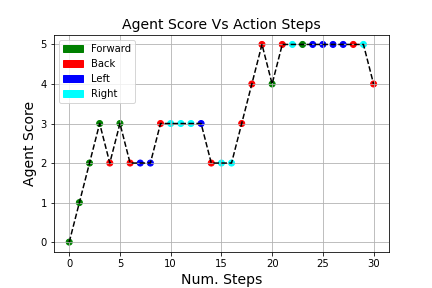 Agent Score Vs Action Steps
Forward
Back
Left
Right
5
4
3
2
1
0
Agent Score
0 5 10 15 20 25 30
Num. Steps